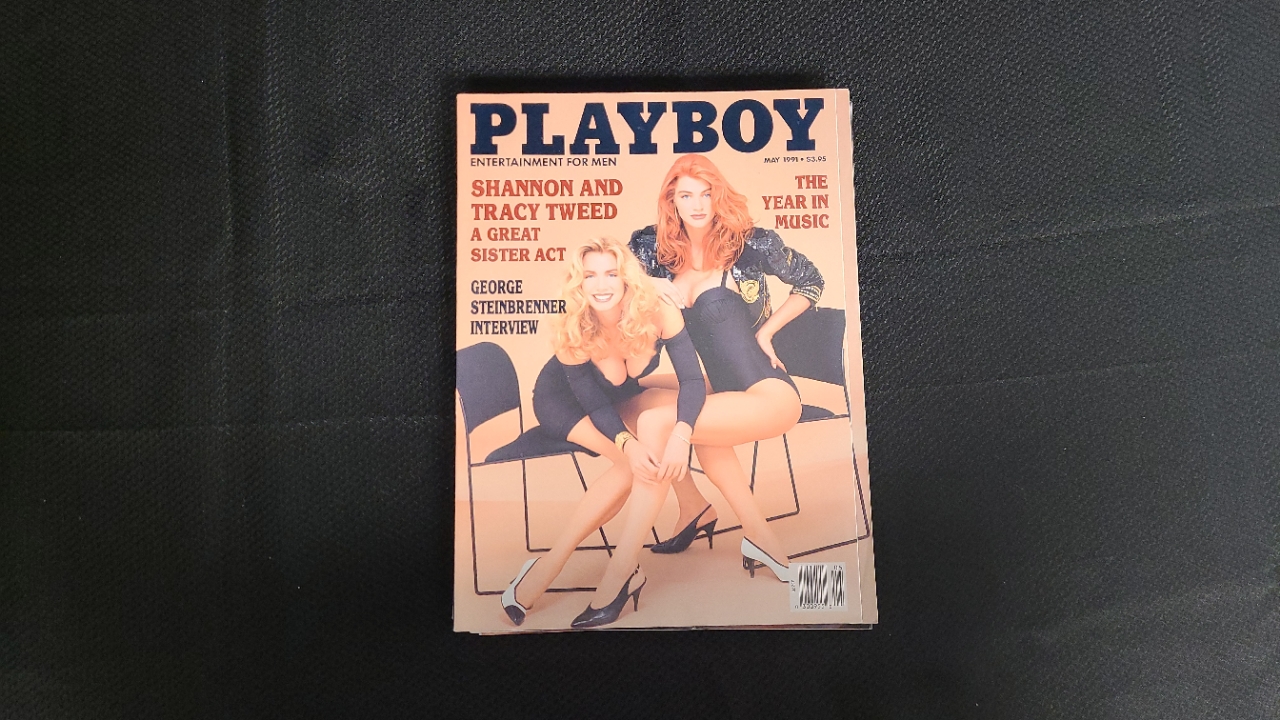 PLAYBOY
ENTERTAINMENT FOR MEN
MAY 1991 • $3.95
SHANNON AND
TRACY TWEED
A GREAT
SISTER ACT
GEORGE
STEINBRENNER
INTERVIEW
THE
YEAR IN
MUSIC